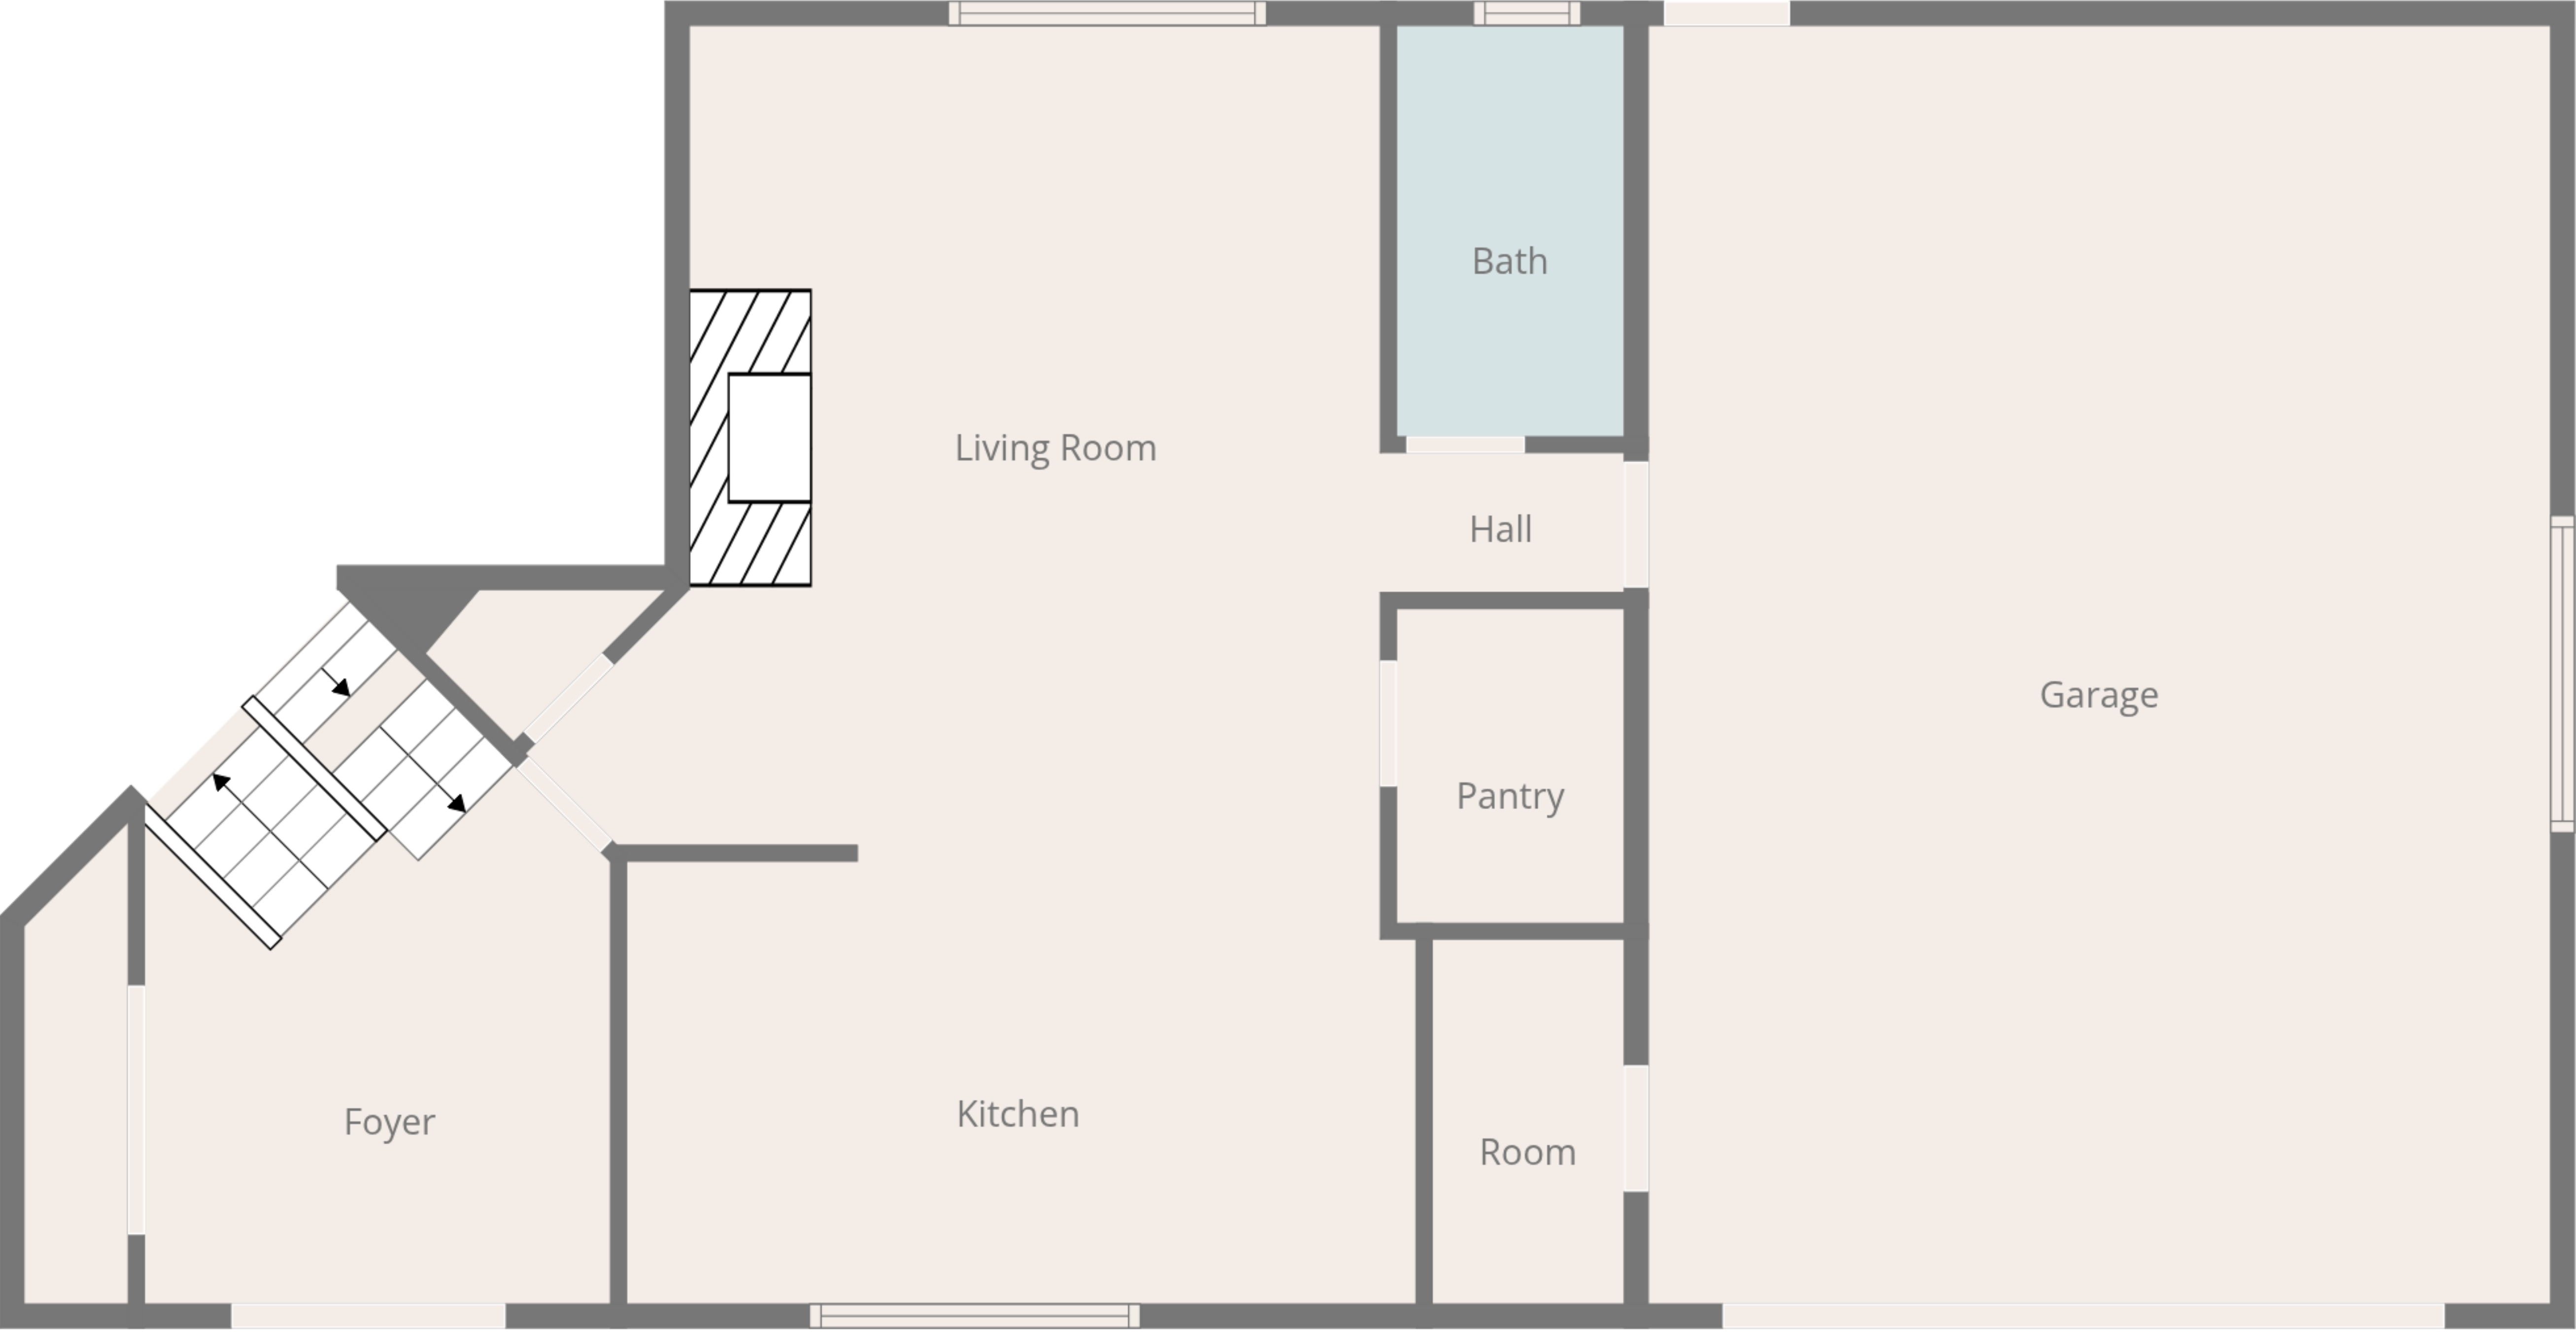 Bath
Living Room
Hall
Garage
Pantry
Kitchen
Foyer
Room